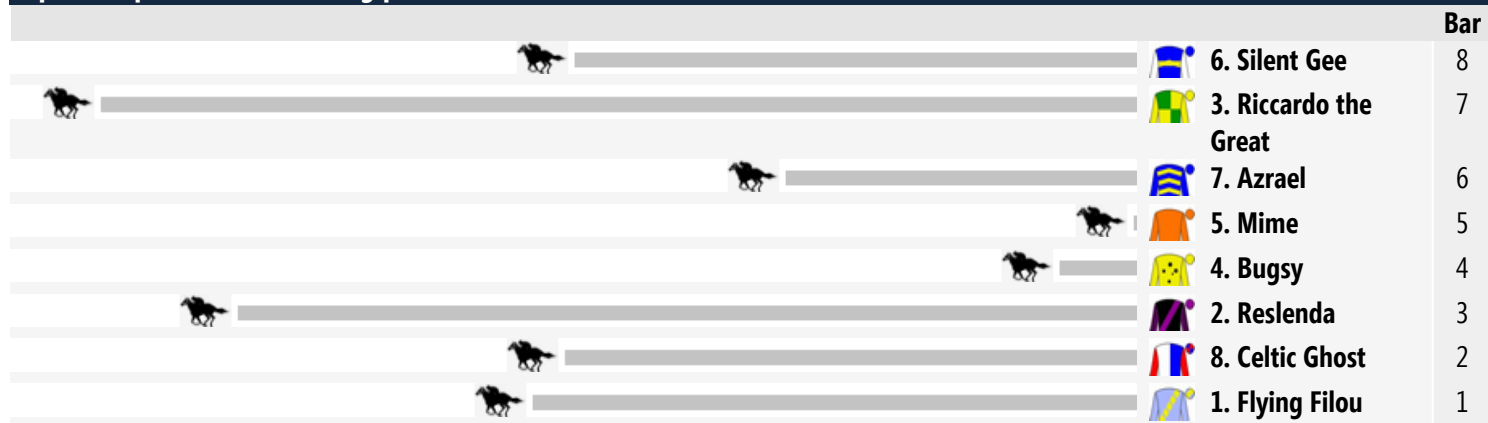 Bar
6. Silent Gee 8
3. Riccardo the 7
Great
7. Azrael 6
5. Mime 5
4. Bugsy 4
2. Reslenda 3
8. Celtic Ghost 2
1. Flying Filou 1